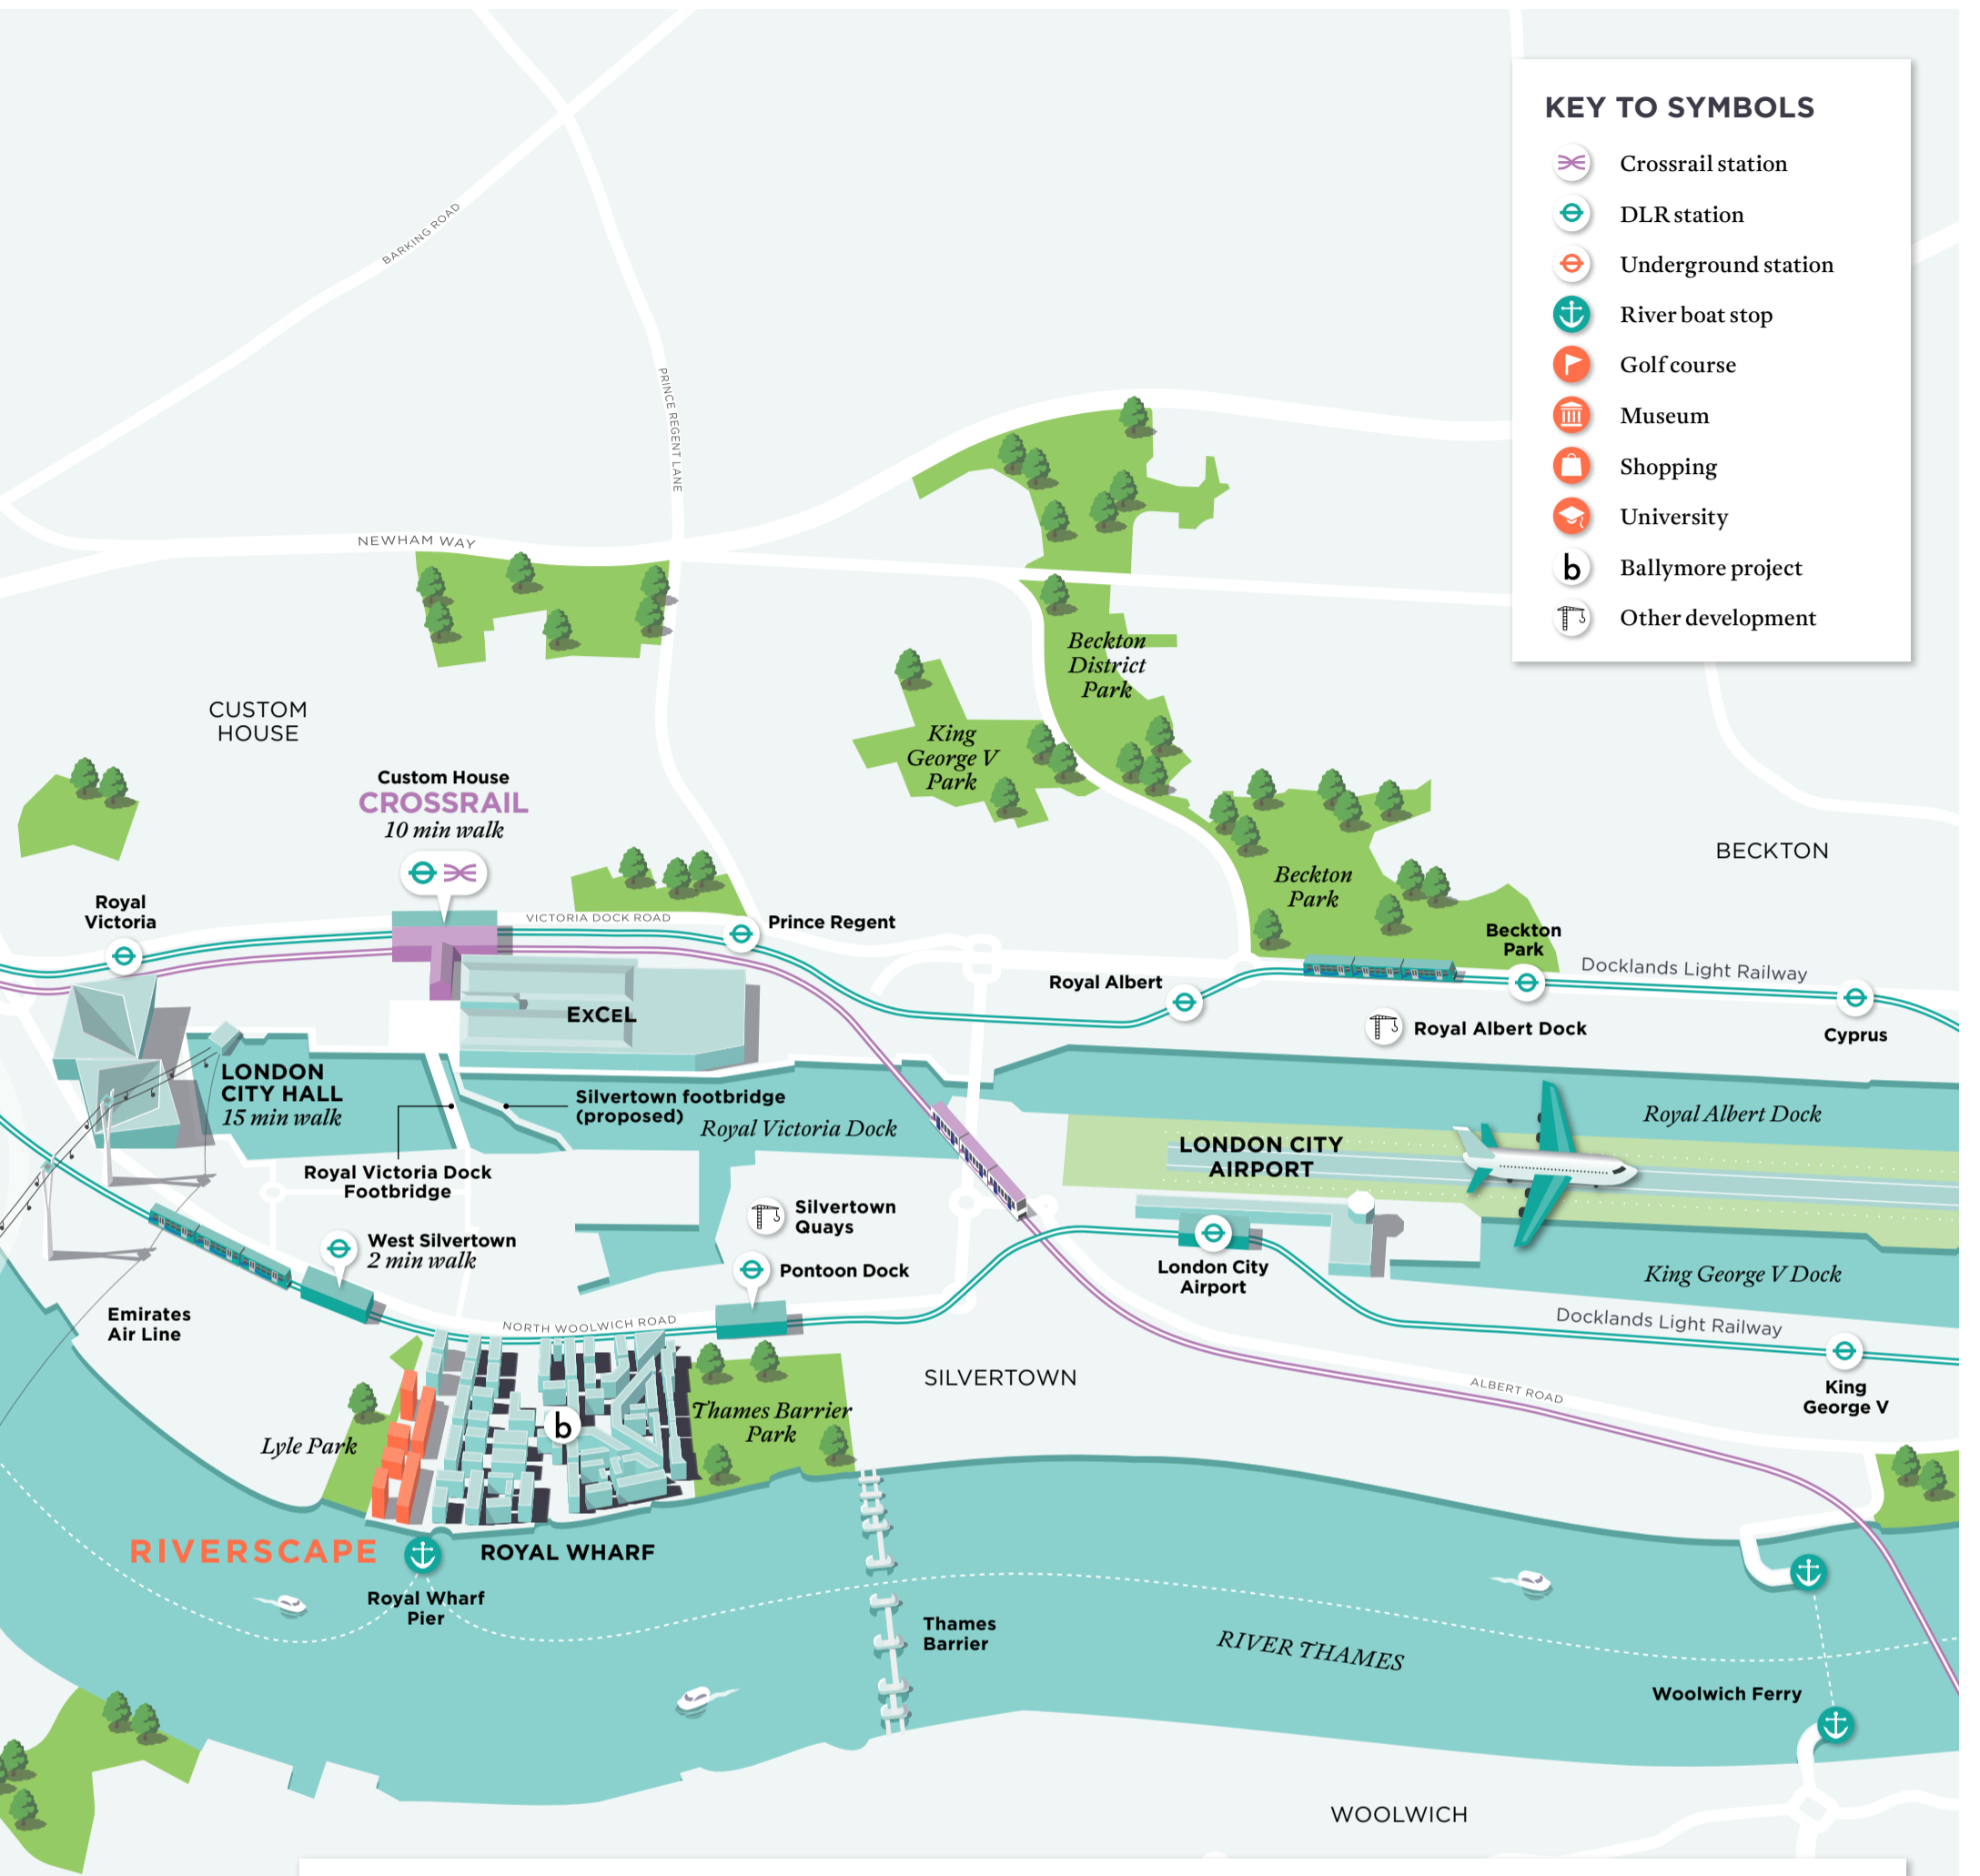 KEY TO SYMBOLS
Crossrail station
DLR station
Underground station
River boat stop
Golf course
Museum
Shopping
University
b
Ballymore project
Other development
BARKING ROAD
PRINCE REGENT LANE
NEWHAM WAY
Beckton
District
Park
King
George V
Park
CUSTOM
HOUSE
Custom House
CROSSRAIL
10 min walk
BECKTON
Beckton
Park
Royal
Victoria
VICTORIA DOCK ROAD
Prince Regent
Beckton
Park
Docklands Light Railway
Royal Albert
EXCEL
Royal Albert Dock
Cyprus
LONDON
CITY HALL
15 min walk
Silvertown footbridge
(proposed)
Royal Victoria Dock
Royal Albert Dock
LONDON CITY
AIRPORT
Royal Victoria Dock
Footbridge
Silvertown
Quays
West Silvertown
2 min walk
Pontoon Dock
London City
Airport
King George V Dock
Emirates
Air Line
NORTH WOOLWICH ROAD
Docklands Light Railway
SILVERTOWN
ALBERT ROAD
King
George V
Lyle Park
b
Thames Barrier
Park
RIVERSCAPE
ROYAL WHARF
Royal Wharf
Pier
Thames
Barrier
RIVER THAMES
Woolwich Ferry
WOOLWICH